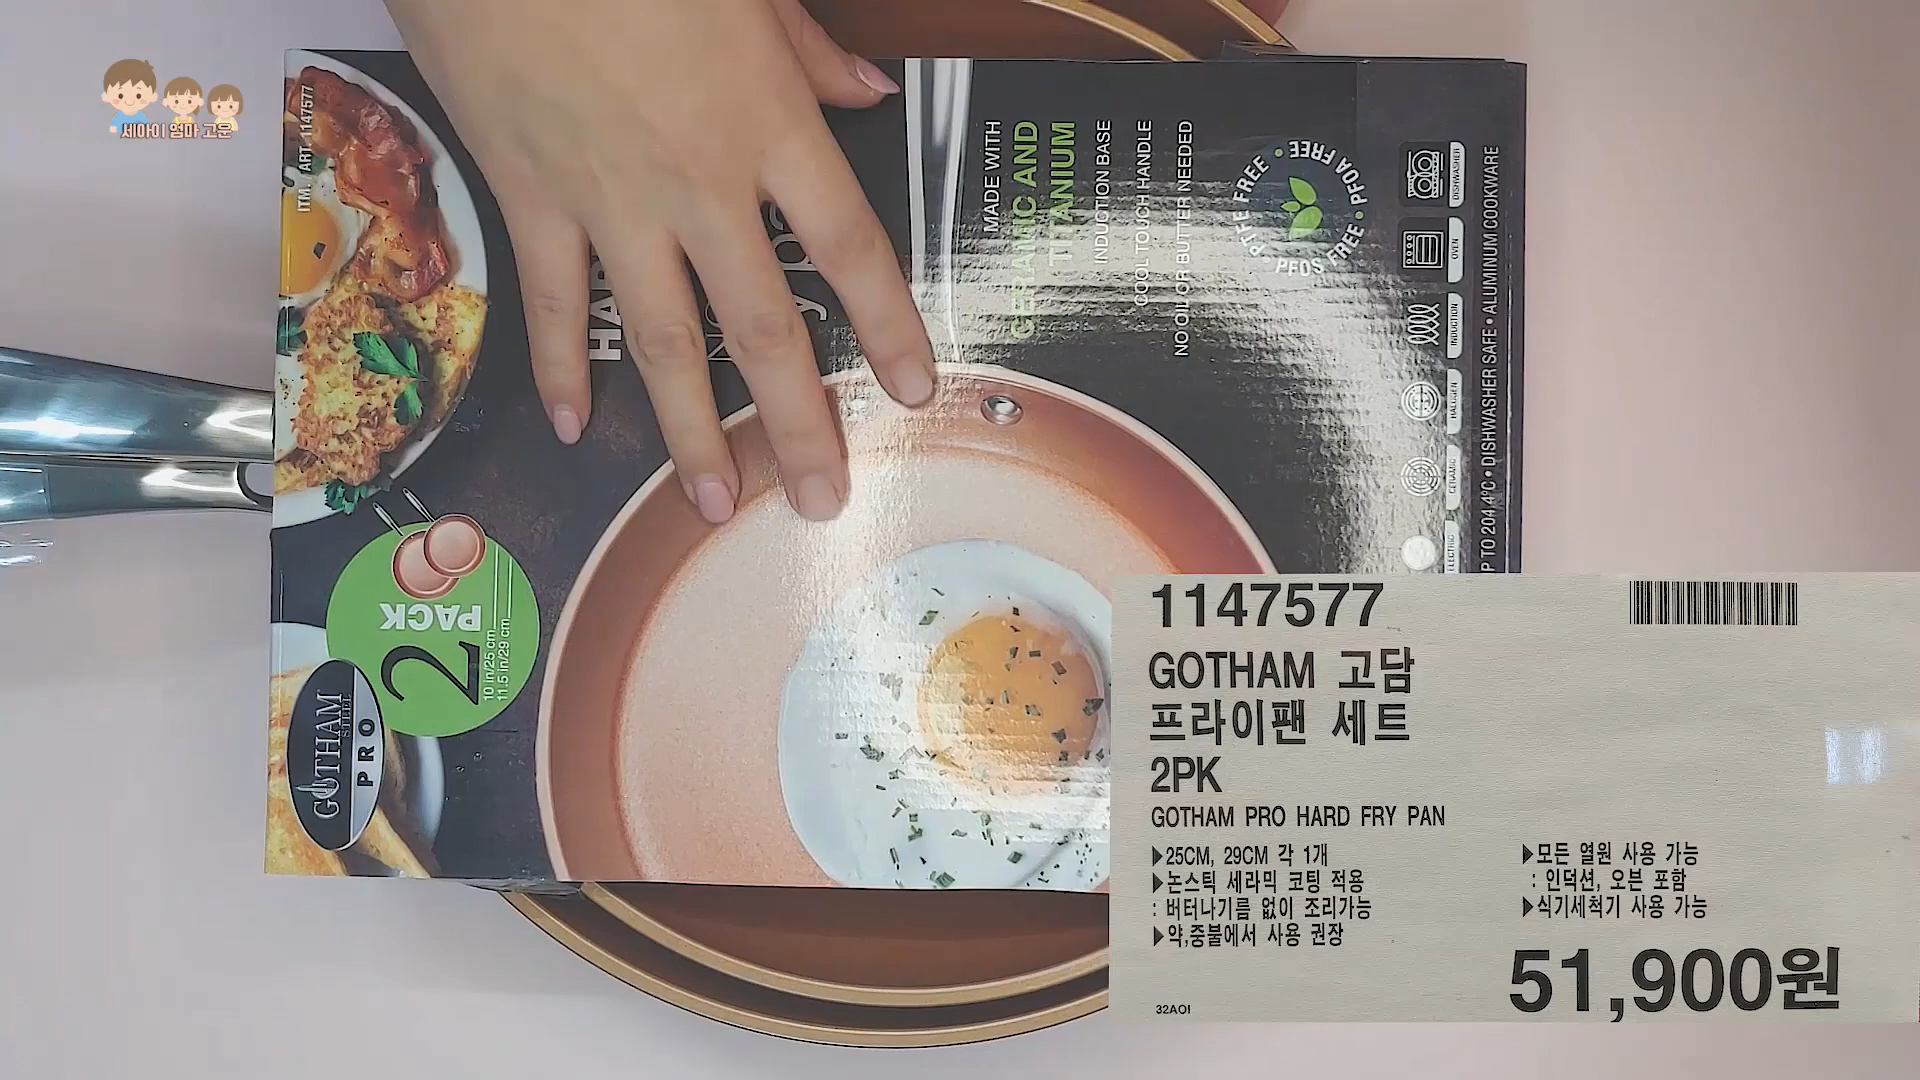 세아이 엄마 고운
ITM. / ART. 1147577
MADE WITH
CERAMIC AND
TITANIUM
INDUCTION BASE
COOL TOUCH HANDLE
NO OIL OR BUTTER NEEDED
PTFE FREE • PFOA FREE • PFOS FREE •
DISHWASHER
OVEN
INDUCTION
HALOGEN
CERAMIC
ELECTRIC
P TO 204.4°C • DISHWASHER SAFE • ALUMINUM COOKWARE
2
PACK
10 in/25 cm
11.5 in/29 cm
GOTHAM
STEEL
PRO
1147577
GOTHAM 고담
프라이팬 세트
2PK
GOTHAM PRO HARD FRY PAN
▶25CM, 29CM 각 1개
▶논스틱 세라믹 코팅 적용
: 버터나기름 없이 조리가능
▶약,중불에서 사용 권장
▶모든 열원 사용 가능
: 인덕션, 오븐 포함
▶식기세척기 사용 가능
51,900원
32AOI